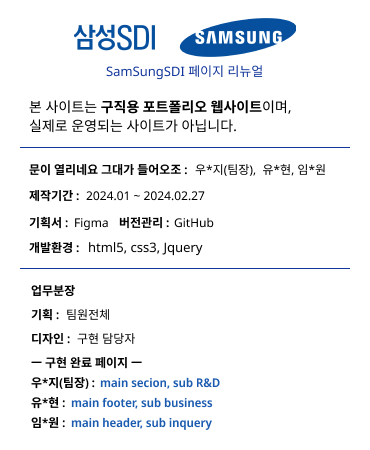 삼성SDI SAMSUNG
SamSungSDI 페이지 리뉴얼
본 사이트는 구직용 포트폴리오 웹사이트이며,
실제로 운영되는 사이트가 아닙니다.
문이 열리네요 그대가 들어오조 : 우*지(팀장), 유*현, 임*원
제작기간 : 2024.01 ~ 2024.02.27
기획서 : Figma 버전관리 : GitHub
개발환경 : html5, css3, Jquery
업무분장
기획 : 팀원전체
디자인 : 구현 담당자
ㅡ 구현 완료 페이지 ㅡ
우*지(팀장) : main secion, sub R&D
유*현 : main footer, sub business
임*원 : main header, sub inquery